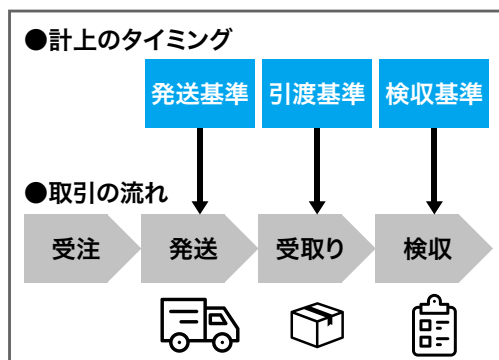 ●計上のタイミング
発送基準
引渡基準
検収基準
●取引の流れ
受注
発送
受取り
検収